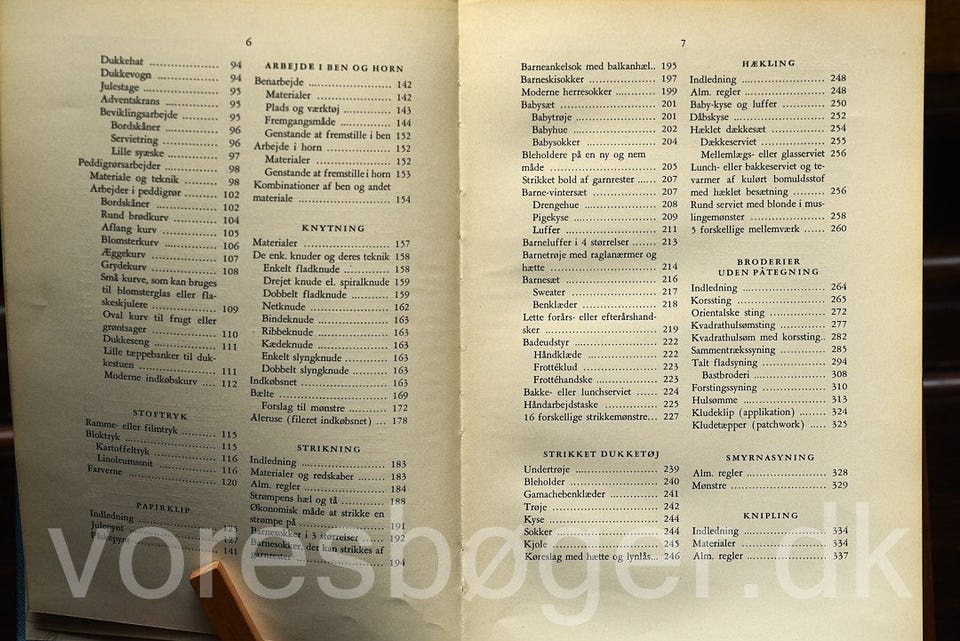 6
Dukkehat ..................... 94
Dukkevogn .................. 94
Julestage ..................... 95
Adventskrans ............... 95
Beviklingsarbejde ............ 95
Bordskåner .................. 96
Servietring .................. 96
Lille syæske .................. 97
Peddigrørsarbejder ............ 98
Materiale og teknik ......... 98
Arbejder i peddigrør ......... 102
Bordskåner .................. 102
Rund brødkurv ............ 104
Aflang kurv .................. 105
Blomsterkurv ............... 106
Æggekurv .................. 107
Grydekurv .................. 108
Små kurve, som kan bruges
til blomsterglas eller fla-
skeskjulere .................. 109
Oval kurv til frugt eller
grøntsager .................. 110
Dukkeseng .................. 111
Lille tæppebanker til duk-
kestuen ..................... 111
Moderne indkøbskurv ... 112
STOFTRYK
Ramme- eller filmtryk ......... 115
Bloktryk ..................... 115
Kartoffeltryk ............... 116
Linoleumssnit ............... 116
Farverne ..................... 120
PAPIRKLIP
Indledning .................. 125
Julepynt ..................... 127
Påskepynt .................. 141
ARBEJDE I BEN OG HORN
Benarbejde .................. 142
Materialer .................. 142
Plads og værktøj ............ 143
Fremgangsmåde ............ 144
Genstande at fremstille i ben 152
Arbejde i horn ............... 152
Materialer .................. 152
Genstande at fremstille i horn 153
Kombinationer af ben og andet
materiale ..................... 154
KNYTNING
Materialer ..................... 157
De enk. knuder og deres teknik 158
Enkelt fladknude ............ 158
Drejet knude el. spiralknude 159
Dobbelt fladknude ......... 159
Netknude .................. 162
Bindeknude .................. 163
Ribbeknude .................. 163
Kædeknude .................. 163
Enkelt slyngknude ......... 163
Dobbelt slyngknude ......... 163
Indkøbsnet .................. 163
Bælte ........................ 169
Forslag til mønstre ......... 172
Aleruse (fileret indkøbsnet) ... 178
STRIKNING
Indledning .................. 183
Materialer og redskaber ...... 183
Alm. regler .................. 184
Strømpens hæl og tå ......... 188
Økonomisk måde at strikke en
strømpe på .................. 191
Barnesokker i 3 størrelser ...... 192
Barnesokker, der kan strikkes af
garnrester .................. 194
7
Barneankelsok med balkanhæl.. 195
Barneskisokker ............... 197
Moderne herresokker ......... 199
Babysæt ..................... 201
Babytrøje .................. 201
Babyhue .................. 202
Babysokker .................. 204
Bleholdere på en ny og nem
måde ........................ 205
Strikket bold af garnrester ...... 207
Barne-vintersæt ............... 207
Drengehue .................. 208
Pigekyse .................. 209
Luffer ........................ 211
Barneluffer i 4 størrelser ...... 213
Barnetrøje med raglanærmer og
hætte ........................ 214
Barnesæt ..................... 216
Sweater ..................... 217
Benklæder .................. 218
Lette forårs- eller efterårshand-
sker ........................ 219
Badeudstyr .................. 222
Håndklæde .................. 222
Frottéklud .................. 223
Frottéhandske ............... 223
Bakke- eller lunchserviet ...... 224
Håndarbejdstaske ............ 225
16 forskellige strikkemønstre... 227
STRIKKET DUKKETØJ
Undertrøje .................. 239
Bleholder ..................... 240
Gamachebenklæder ............ 241
Trøje ........................ 242
Kyse ........................ 244
Sokker ........................ 244
Kjole ........................ 245
Køreslag med hætte og lynlås... 246
HÆKLING
Indledning .................. 248
Alm. regler .................. 248
Baby-kyse og luffer ............ 250
Dåbskyse ..................... 252
Hæklet dækkesæt ............ 254
Dækkeserviet ............... 255
Mellemlægs- eller glasserviet 256
Lunch- eller bakkeserviet og te-
varmer af kulørt bomuldsstof
med hæklet besætning ...... 256
Rund serviet med blonde i mus-
lingemønster ............... 258
5 forskellige mellemværk ...... 260
BRODERIER
UDEN PÅTEGNING
Indledning .................. 264
Korssting ..................... 265
Orientalske sting ............ 272
Kvadrathulsømsting ......... 277
Kvadrathulsøm med korssting.. 282
Sammentrækssyning ......... 285
Talt fladsyning ............... 294
Bastbroderi .................. 308
Forstingssyning ............... 310
Hulsømme .................. 313
Kludeklip (applikation) ...... 324
Kludetæpper (patchwork) ..... 325
SMYRNASYNING
Alm. regler .................. 328
Mønstre ..................... 329
KNIPLING
Indledning .................. 334
Materialer .................. 334
Alm. regler .................. 337
voresbøger.dk